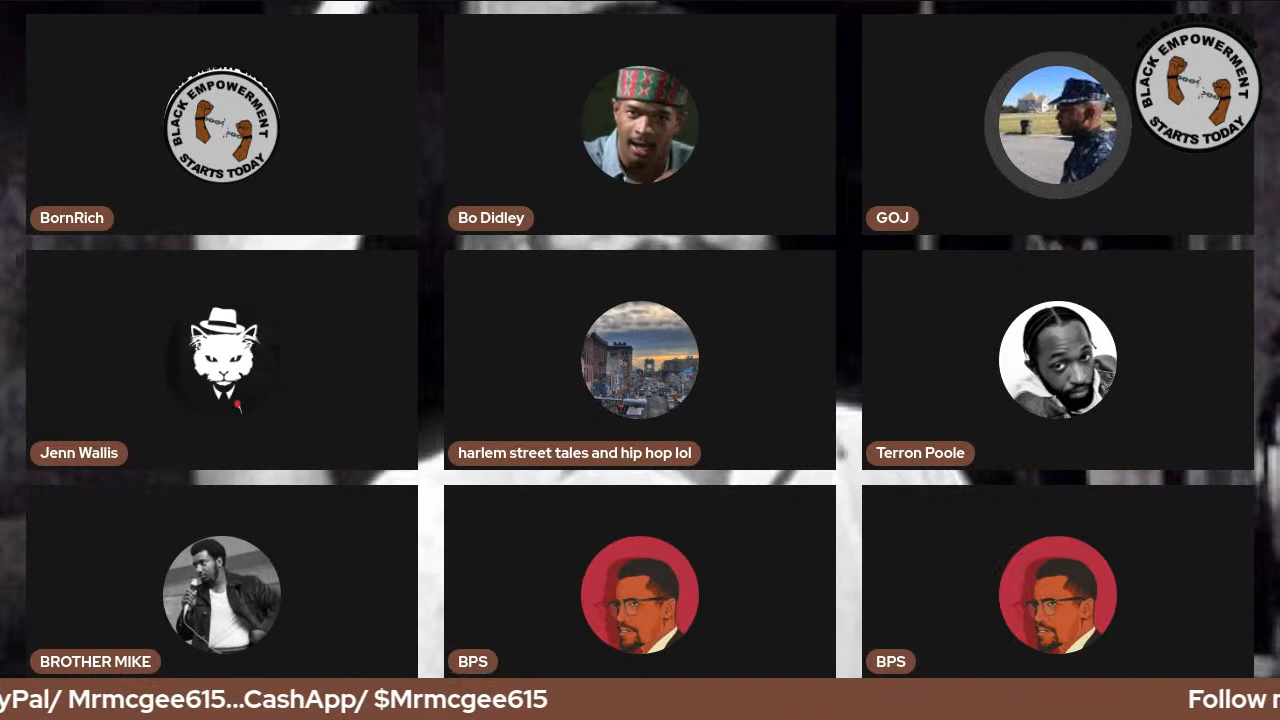 BLACK EMPOWERMENT
STARTS TODAY
BLACK EMPOWERMENT
STARTS TODAY
BornRich
Bo Didley
GOJ
Jenn Wallis
harlem street tales and hip hop lol
Terron Poole
BROTHER MIKE
BPS
BPS
yPal/ Mrmcgee615...CashApp/ $Mrmcgee615
Follow